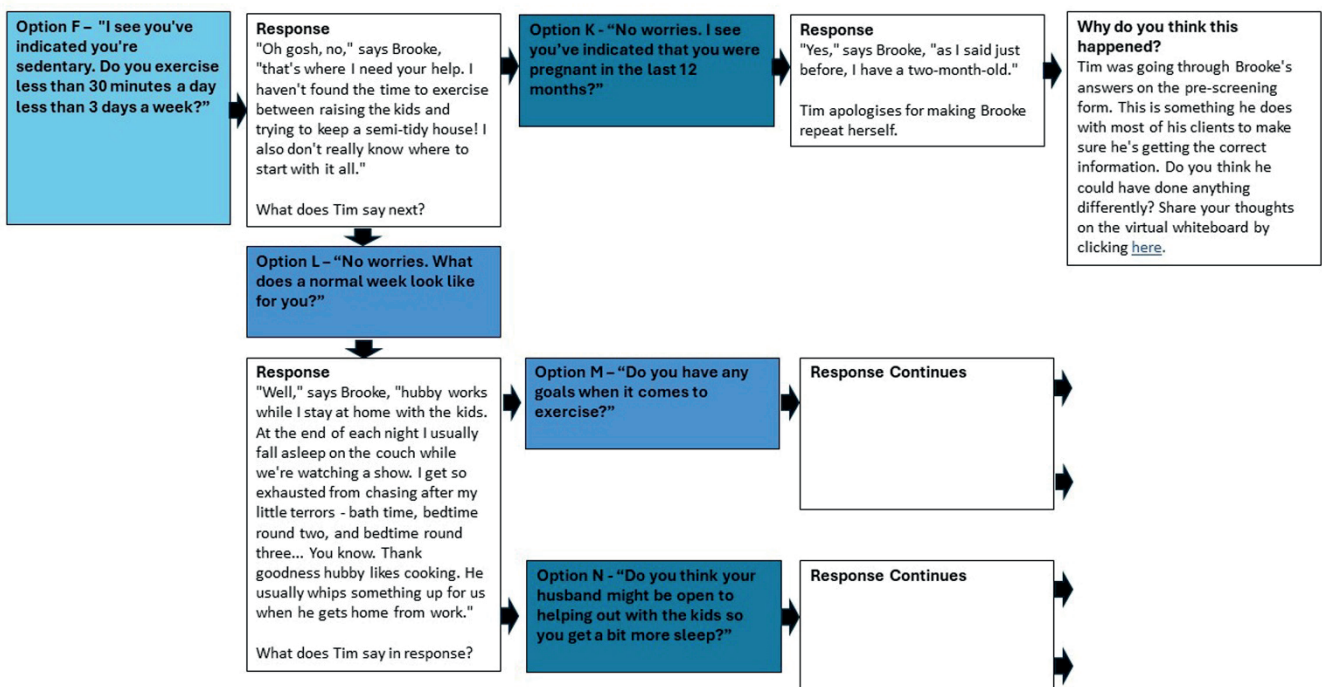 Option F – "I see you've
indicated you're
sedentary. Do you exercise
less than 30 minutes a day
less than 3 days a week?”
Response
"Oh gosh, no," says Brooke,
"that's where I need your help. I
haven't found the time to exercise
between raising the kids and
trying to keep a semi-tidy house! I
also don't really know where to
start with it all."
What does Tim say next?
Option K - “No worries. I see
you’ve indicated that you were
pregnant in the last 12
months?”
Response
"Yes," says Brooke, "as I said just
before, I have a two-month-old."
Tim apologises for making Brooke
repeat herself.
Why do you think this
happened?
Tim was going through Brooke's
answers on the pre-screening
form. This is something he does
with most of his clients to make
sure he's getting the correct
information. Do you think he
could have done anything
differently? Share your thoughts
on the virtual whiteboard by
clicking here.
Option L – “No worries. What
does a normal week look like
for you?”
Response
"Well," says Brooke, "hubby works
while I stay at home with the kids.
At the end of each night I usually
fall asleep on the couch while
we're watching a show. I get so
exhausted from chasing after my
little terrors - bath time, bedtime
round two, and bedtime round
three... You know. Thank
goodness hubby likes cooking. He
usually whips something up for us
when he gets home from work."
What does Tim say in response?
Option M – “Do you have any
goals when it comes to
exercise?”
Response Continues
Option N - “Do you think your
husband might be open to
helping out with the kids so
you get a bit more sleep?”
Response Continues